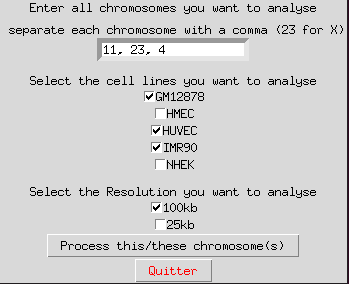 Enter all chromosomes you want to analyse
separate each chromosome with a comma (23 for X)
11, 23, 4
Select the cell lines you want to analyse
GM12878
HMEC
HUVEC
IMR90
NHEK
Select the Resolution you want to analyse
100kb
25kb
Process this/these chromosome(s)
Quitter